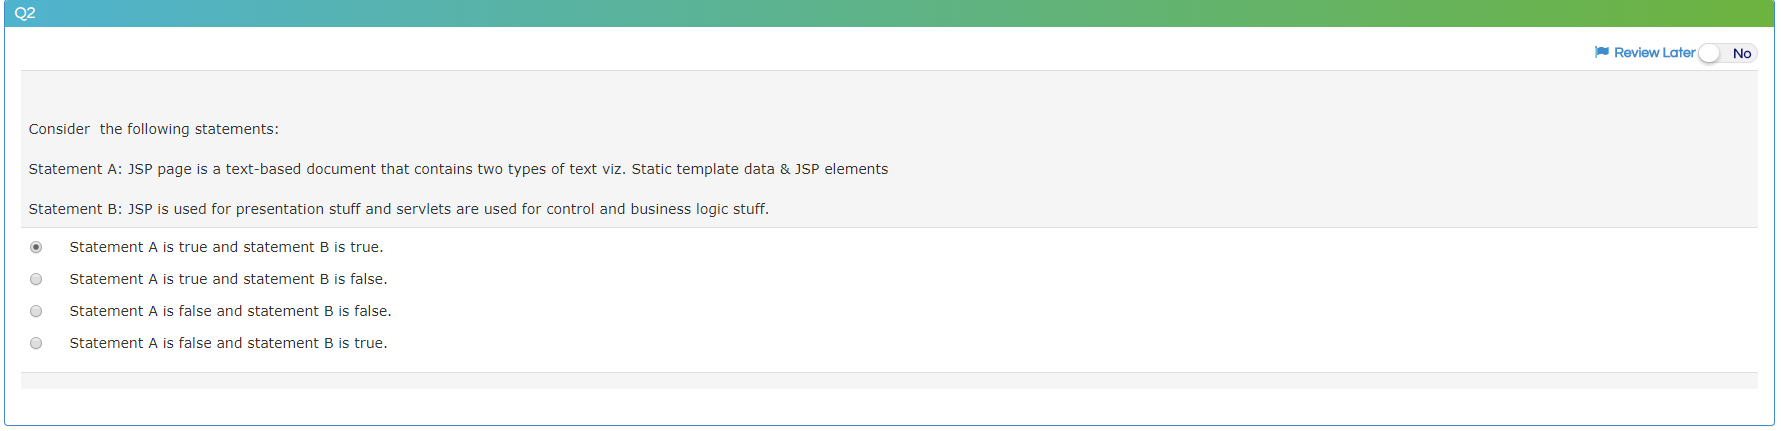 Q2
Review Later No
Consider the following statements:
Statement A: JSP page is a text-based document that contains two types of text viz. Static template data & JSP elements
Statement B: JSP is used for presentation stuff and servlets are used for control and business logic stuff.
Statement A is true and statement B is true.
Statement A is true and statement B is false.
Statement A is false and statement B is false.
Statement A is false and statement B is true.